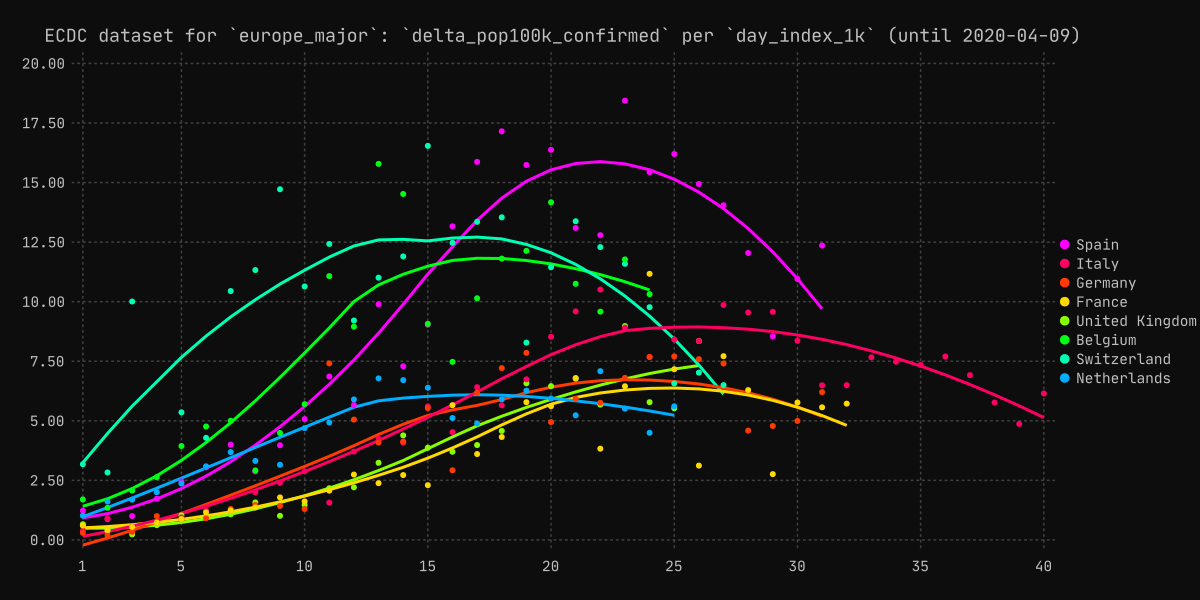 ECDC dataset for `europe_major`: `delta_pop100k_confirmed` per `day_index_1k` (until 2020-04-09)
20.00
17.50
15.00
12.50
10.00
7.50
5.00
2.50
0.00
1 5 10 15 20 25 30 35 40
Spain
Italy
Germany
France
United Kingdom
Belgium
Switzerland
Netherlands